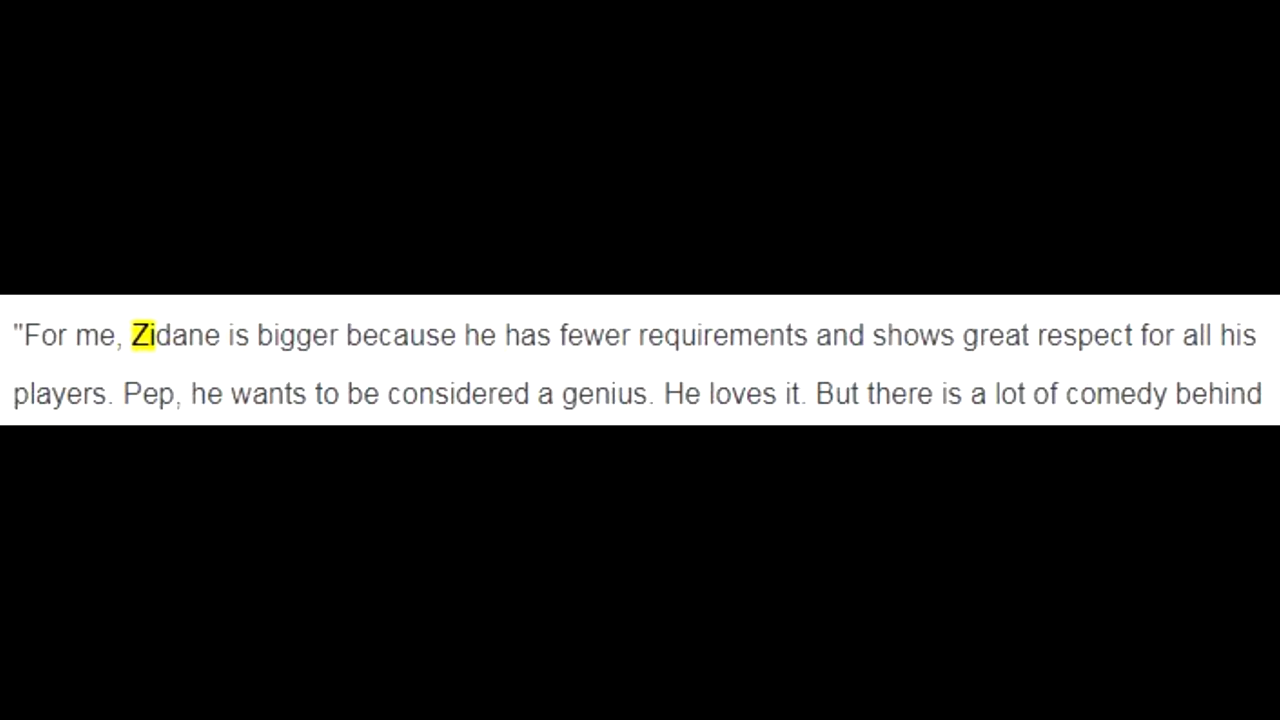 "For me, Zidane is bigger because he has fewer requirements and shows great respect for all his
players. Pep, he wants to be considered a genius. He loves it. But there is a lot of comedy behind